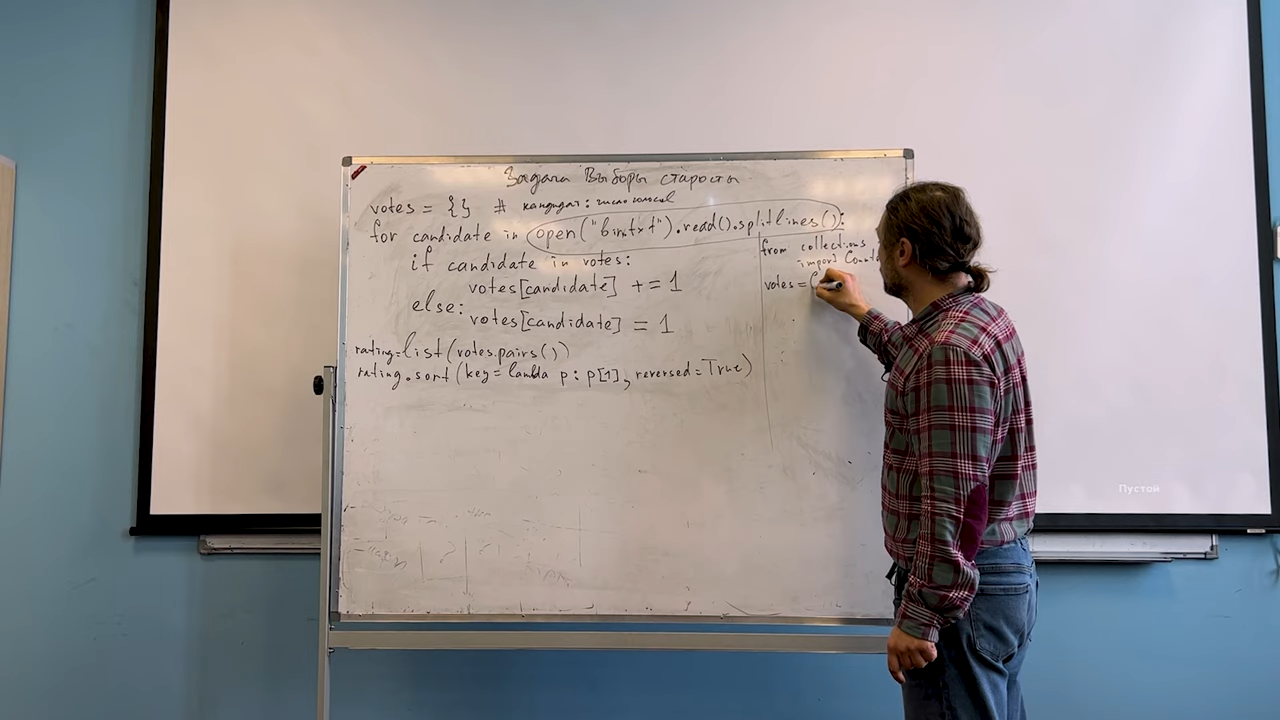 Задача Выборы старосты
votes = {} # кандидат: число голосов
for candidate in open("bin.txt").read().splitlines():
if candidate in votes:
votes[candidate] += 1
else:
votes[candidate] = 1
rating=list(votes.pairs())
rating.sort(key=lambda p: p[1], reversed=True)
from collections
import Counte
votes = C
Пустой